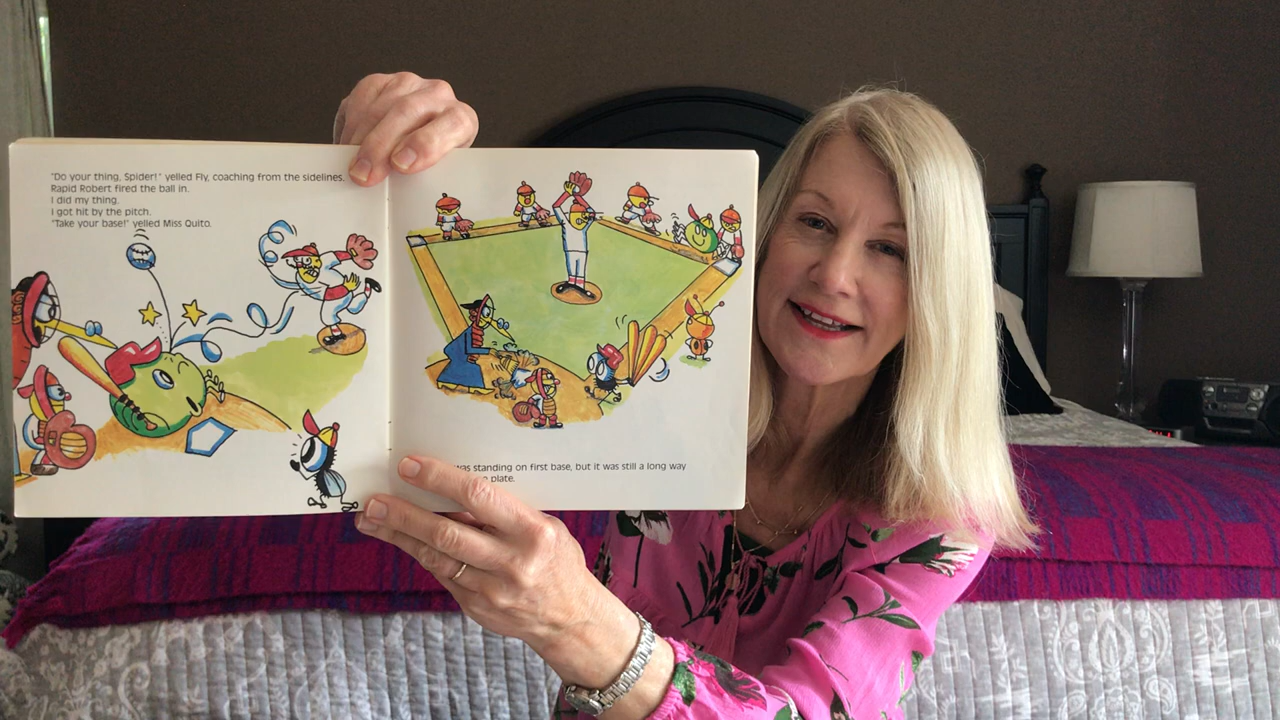 "Do your thing, Spider!" yelled Fly, coaching from the sidelines.
Rapid Robert fired the ball in.
I did my thing.
I got hit by the pitch.
"Take your base!" yelled Miss Quito.
was standing on first base, but it was still a long way
plate.